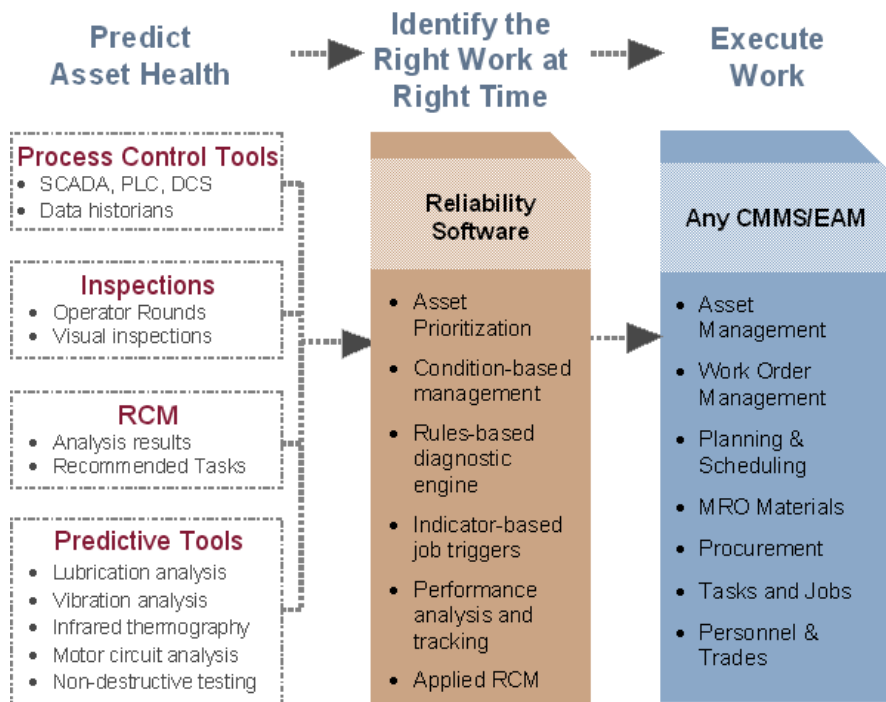 Predict
Asset Health
Identify the
Right Work at
Right Time
Execute
Work
Process Control Tools
• SCADA, PLC, DCS
• Data historians
Inspections
• Operator Rounds
• Visual inspections
RCM
• Analysis results
• Recommended Tasks
Predictive Tools
• Lubrication analysis
• Vibration analysis
• Infrared thermography
• Motor circuit analysis
• Non-destructive testing
Reliability
Software
• Asset
Prioritization
• Condition-based
management
• Rules-based
diagnostic
engine
• Indicator-based
job triggers
• Performance
analysis and
tracking
• Applied RCM
Any CMMS/EAM
• Asset
Management
• Work Order
Management
• Planning &
Scheduling
• MRO Materials
• Procurement
• Tasks and Jobs
• Personnel &
Trades